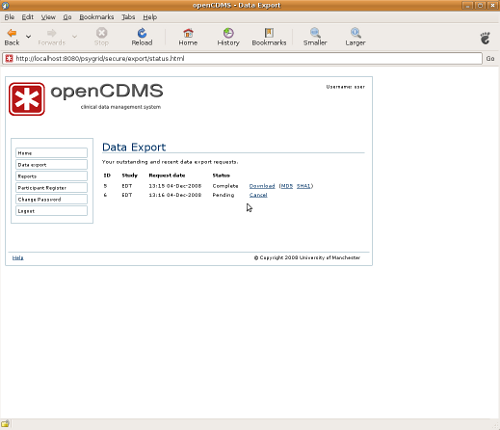 openCDMS - Data Export
File Edit View Go Bookmarks Tabs Help
Back Forwards Stop Reload Home History Bookmarks Smaller Larger
http://localhost:8080/psygrid/secure/export/status.html Go
openCDMS
clinical data management system
Username: user
Home
Data export
Reports
Participant Register
Change Password
Logout
Data Export
Your outstanding and recent data export requests.
ID Study Request date Status
5 EDT 13:15 04-Dec-2008 Complete Download (MD5 SHA1)
6 EDT 13:16 04-Dec-2008 Pending Cancel
Help © Copyright 2008 University of Manchester